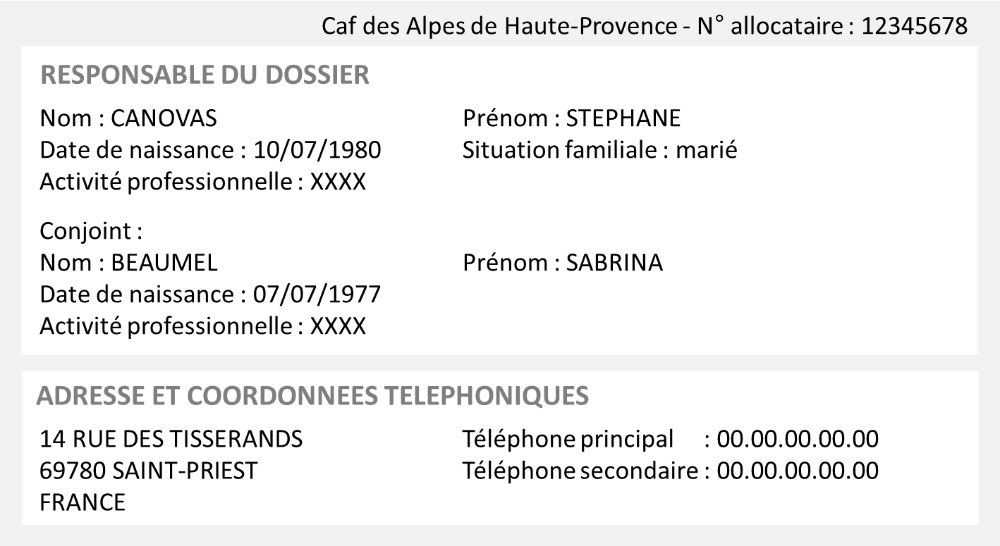 Caf des Alpes de Haute-Provence - N° allocataire : 12345678
RESPONSABLE DU DOSSIER
Nom : CANOVAS Prénom : STEPHANE
Date de naissance : 10/07/1980 Situation familiale : marié
Activité professionnelle : XXXX
Conjoint :
Nom : BEAUMEL Prénom : SABRINA
Date de naissance : 07/07/1977
Activité professionnelle : XXXX
ADRESSE ET COORDONNEES TELEPHONIQUES
14 RUE DES TISSERANDS Téléphone principal : 00.00.00.00.00
69780 SAINT-PRIEST Téléphone secondaire : 00.00.00.00.00
FRANCE